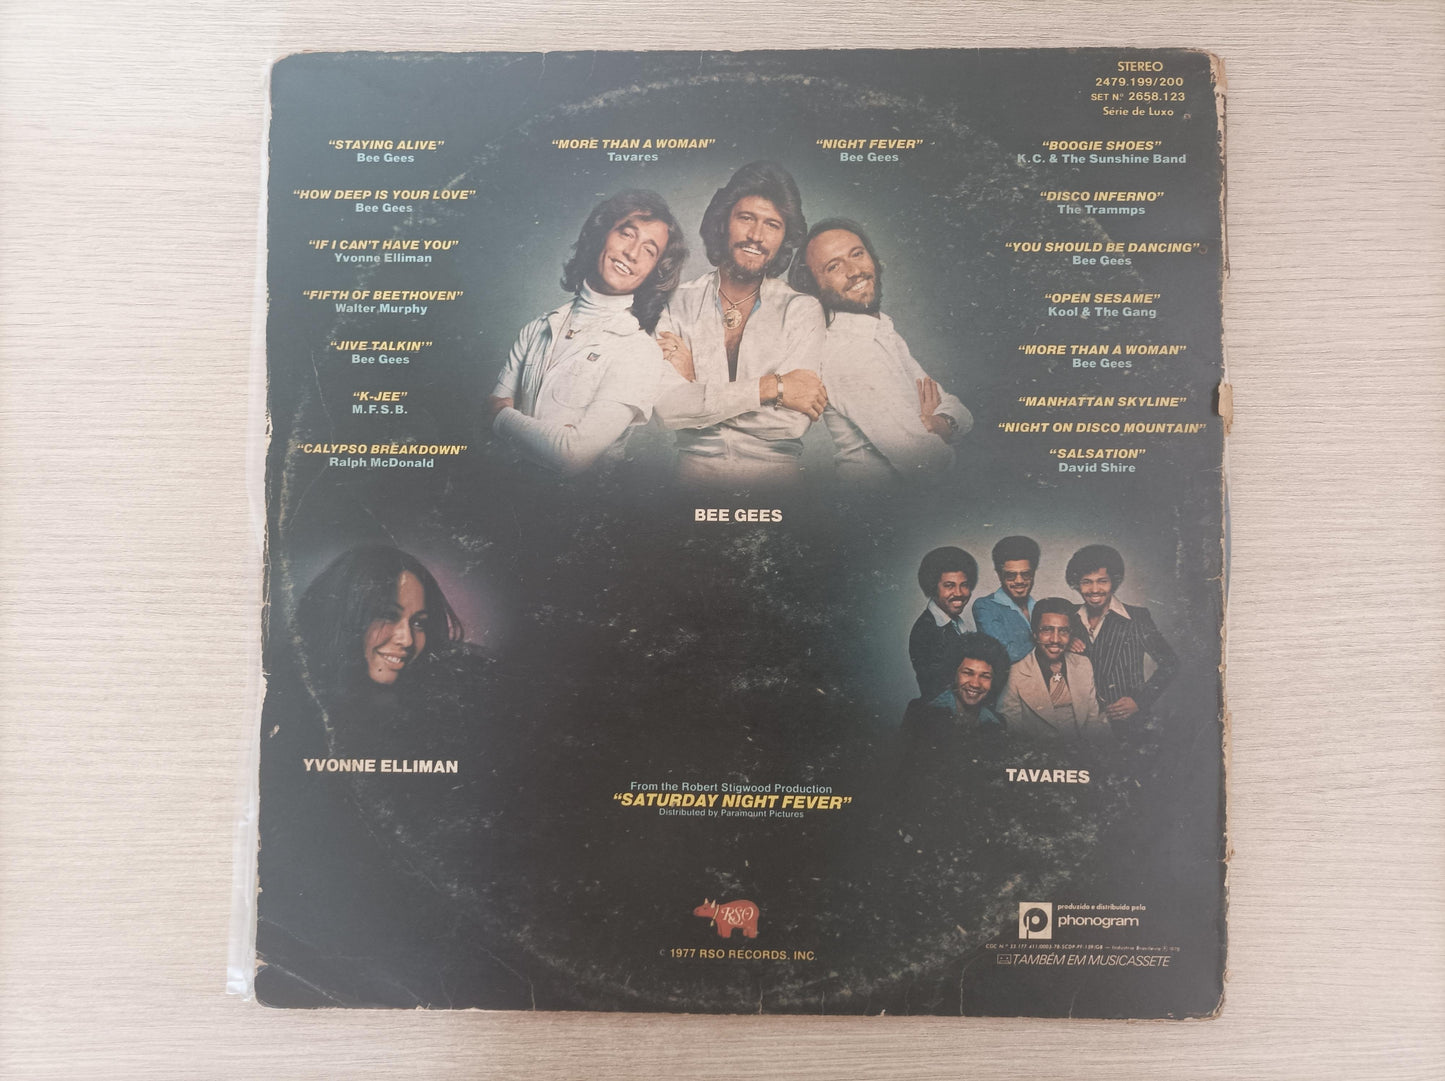 STEREO
2479.199/200
SET N.º 2658.123
Série de Luxo
"STAYING ALIVE"
Bee Gees
"HOW DEEP IS YOUR LOVE"
Bee Gees
"IF I CAN'T HAVE YOU"
Yvonne Elliman
"FIFTH OF BEETHOVEN"
Walter Murphy
"JIVE TALKIN'"
Bee Gees
"K-JEE"
M.F.S.B.
"CALYPSO BREAKDOWN"
Ralph McDonald
"MORE THAN A WOMAN"
Tavares
"NIGHT FEVER"
Bee Gees
"BOOGIE SHOES"
K.C. & The Sunshine Band
"DISCO INFERNO"
The Trammps
"YOU SHOULD BE DANCING"
Bee Gees
"OPEN SESAME"
Kool & The Gang
"MORE THAN A WOMAN"
Bee Gees
"MANHATTAN SKYLINE"
"NIGHT ON DISCO MOUNTAIN"
"SALSATION"
David Shire
BEE GEES
YVONNE ELLIMAN
TAVARES
From the Robert Stigwood Production
"SATURDAY NIGHT FEVER"
Distributed by Paramount Pictures
RSO
© 1977 RSO RECORDS, INC.
produzido e distribuido pela
phonogram
Indústria Brasileira
TAMBÉM EM MUSICASSETE